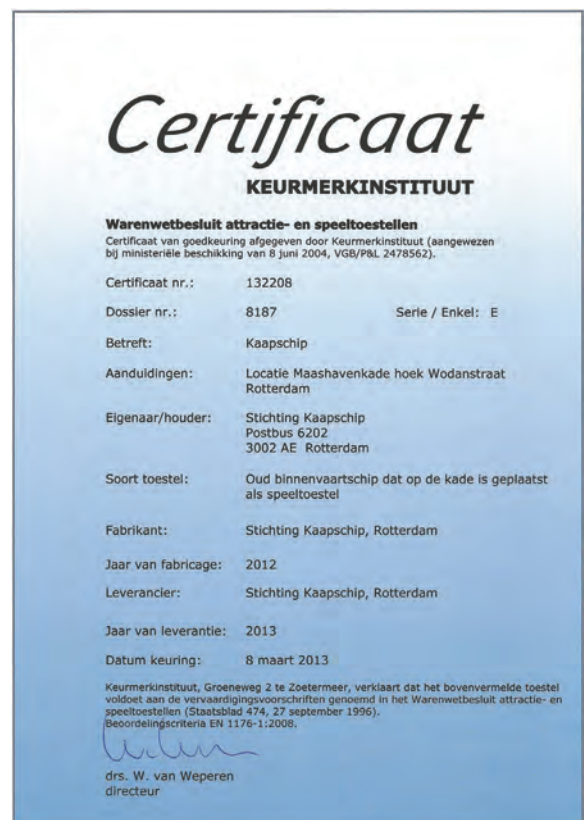 Certificaat
KEURMERKINSTITUUT
Warenwetbesluit attractie- en speeltoestellen
Certificaat van goedkeuring afgegeven door Keurmerkinstituut (aangewezen
bij ministeriële beschikking van 8 juni 2004, VGB/P&L 2478562).
Certificaat nr.: 132208
Dossier nr.: 8187 Serie / Enkel: E
Betreft: Kaapschip
Aanduidingen: Locatie Maashavenkade hoek Wodanstraat
Rotterdam
Eigenaar/houder: Stichting Kaapschip
Postbus 6202
3002 AE Rotterdam
Soort toestel: Oud binnenvaartschip dat op de kade is geplaatst
als speeltoestel
Fabrikant: Stichting Kaapschip, Rotterdam
Jaar van fabricage: 2012
Leverancier: Stichting Kaapschip, Rotterdam
Jaar van leverantie: 2013
Datum keuring: 8 maart 2013
Keurmerkinstituut, Groeneweg 2 te Zoetermeer, verklaart dat het bovenvermelde toestel
voldoet aan de vervaardigingsvoorschriften genoemd in het Warenwetbesluit attractie- en
speeltoestellen (Staatsblad 474, 27 september 1996).
Beoordelingscriteria EN 1176-1:2008.
drs. W. van Weperen
directeur